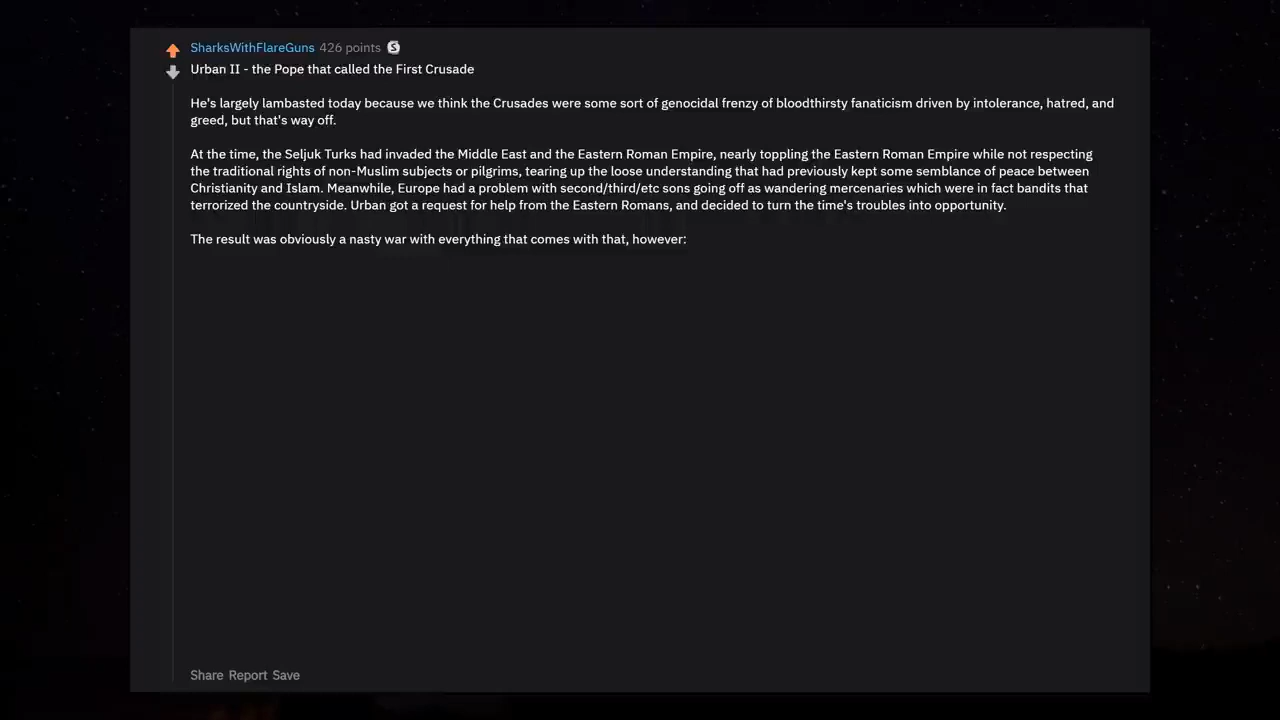 SharksWithFlareGuns 426 points S
Urban II - the Pope that called the First Crusade
He's largely lambasted today because we think the Crusades were some sort of genocidal frenzy of bloodthirsty fanaticism driven by intolerance, hatred, and
greed, but that's way off.
At the time, the Seljuk Turks had invaded the Middle East and the Eastern Roman Empire, nearly toppling the Eastern Roman Empire while not respecting
the traditional rights of non-Muslim subjects or pilgrims, tearing up the loose understanding that had previously kept some semblance of peace between
Christianity and Islam. Meanwhile, Europe had a problem with second/third/etc sons going off as wandering mercenaries which were in fact bandits that
terrorized the countryside. Urban got a request for help from the Eastern Romans, and decided to turn the time's troubles into opportunity.
The result was obviously a nasty war with everything that comes with that, however:
Share Report Save